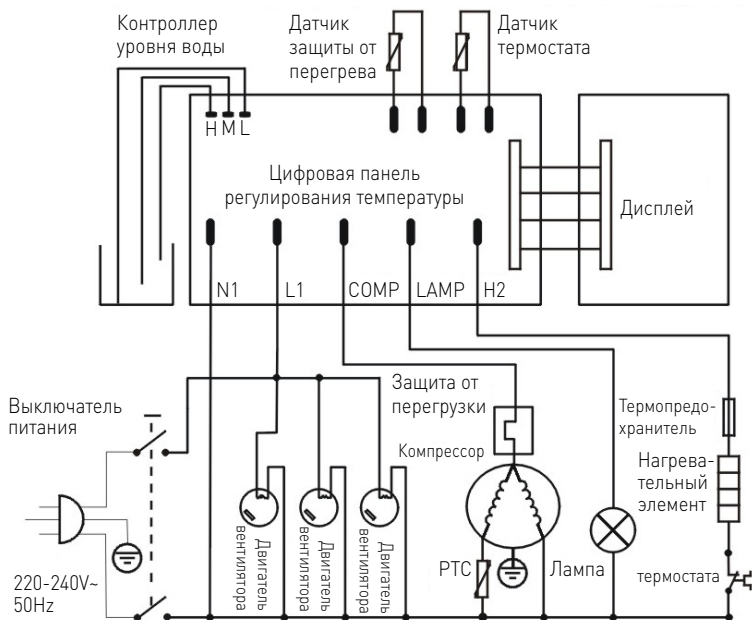 Контроллер
уровня воды
Датчик
защиты от
перегрева
Датчик
термостата
H M L
Цифровая панель
регулирования температуры
Дисплей
N1 L1 COMP LAMP H2
Выключатель
питания
Защита от
перегрузки
Компрессор
Термопредо-
хранитель
Нагрева-
тельный
элемент
Двигатель
вентилятора
Двигатель
вентилятора
Двигатель
вентилятора
PTC
Лампа
термостата
220-240V~
50Hz